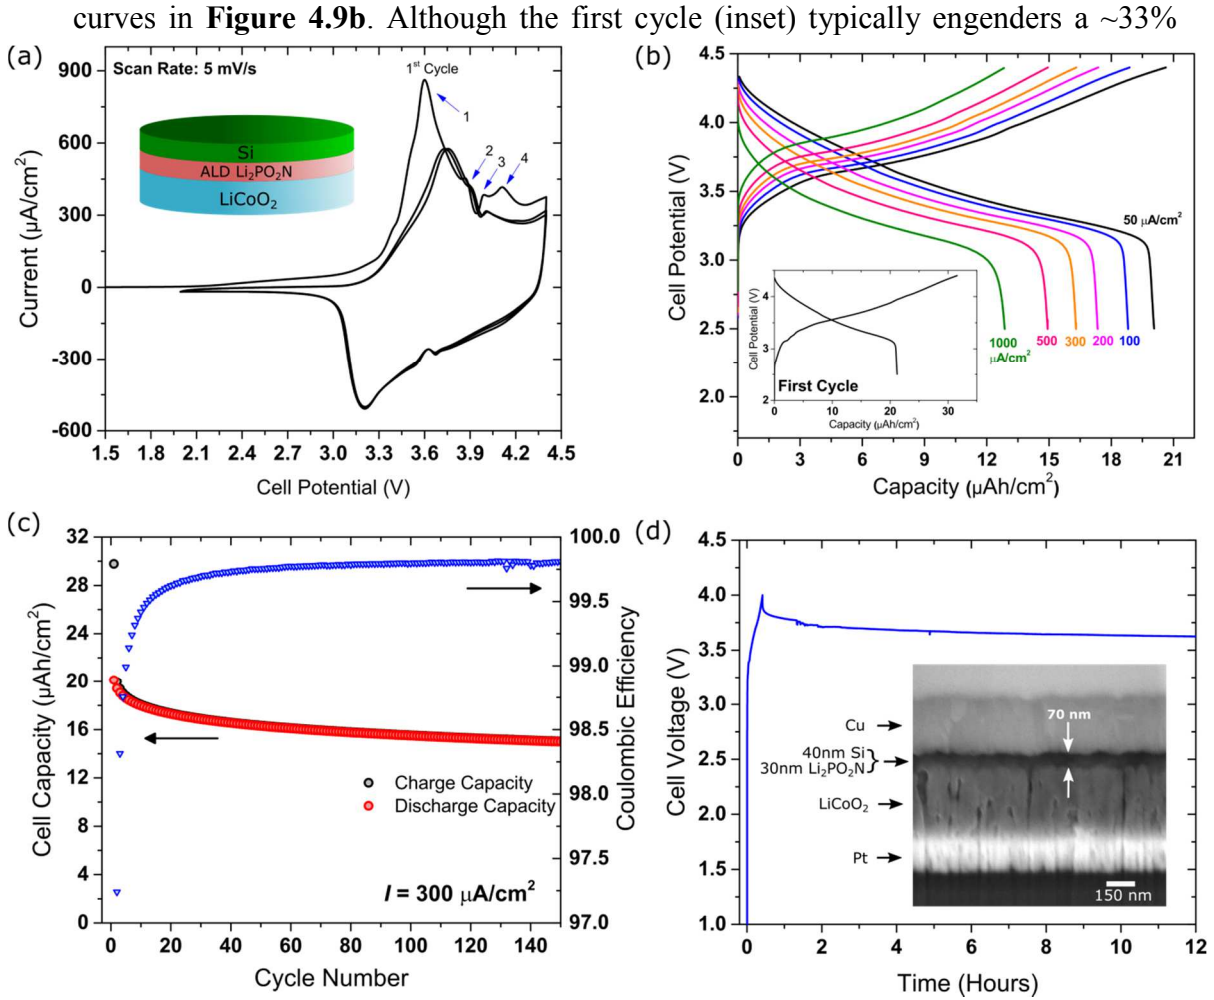 curves in Figure 4.9b. Although the first cycle (inset) typically engenders a ~33%
(a)
Scan Rate: 5 mV/s
1st Cycle
1
2
3
4
Si
ALD Li₂PO₂N
LiCoO₂
900
600
300
0
-300
-600
Current (µA/cm²)
1.5 2.1 2.4 2.7 3.0 3.3 3.6 3.9 4.2 4.5
Cell Potential (V)
(b)
4.5
4.0
3.5
3.0
2.5
2.0
Cell Potential (V)
50 µA/cm²
1000
µA/cm²
500
300
200
100
4
3
2
Cell Potential (V)
First Cycle
0 10 20 30
Capacity (µAh/cm²)
0 3 6 9 12 15 18 21
Capacity (µAh/cm²)
(c)
32
28
24
20
16
12
8
4
0
Cell Capacity (µAh/cm²)
100.0
99.5
99.0
98.5
98.0
97.5
97.0
Coulombic Efficiency
Charge Capacity
Discharge Capacity
I = 300 µA/cm²
0 20 40 60 80 100 120 140
Cycle Number
(d)
4.5
4.0
3.5
3.0
2.5
2.0
1.5
1.0
Cell Voltage (V)
Cu
40nm Si
30nm Li₂PO₂N
LiCoO₂
Pt
70 nm
150 nm
0 2 4 6 8 10 12
Time (Hours)